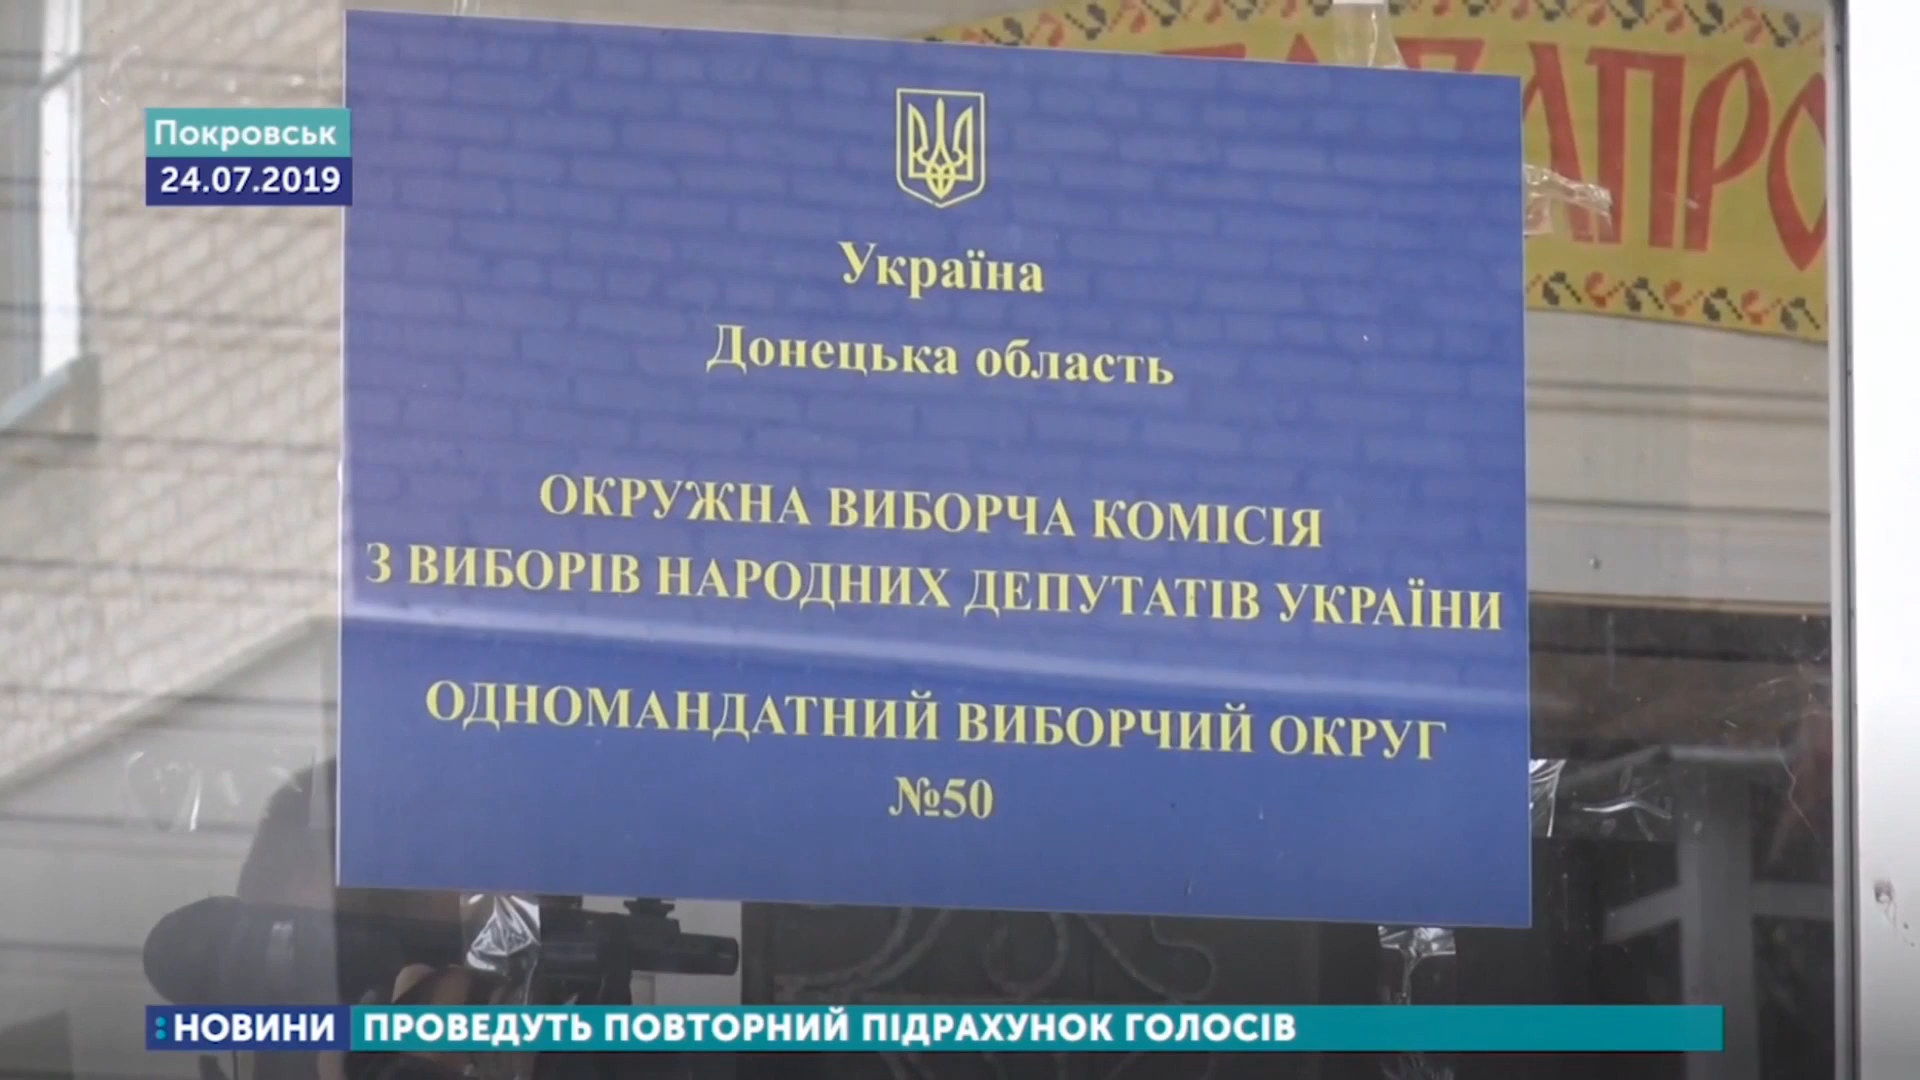 Покровськ
24.07.2019
Україна
Донецька область
ОКРУЖНА ВИБОРЧА КОМІСІЯ
З ВИБОРІВ НАРОДНИХ ДЕПУТАТІВ УКРАЇНИ
ОДНОМАНДАТНИЙ ВИБОРЧИЙ ОКРУГ
№50
НОВИНИ ПРОВЕДУТЬ ПОВТОРНИЙ ПІДРАХУНОК ГОЛОСІВ